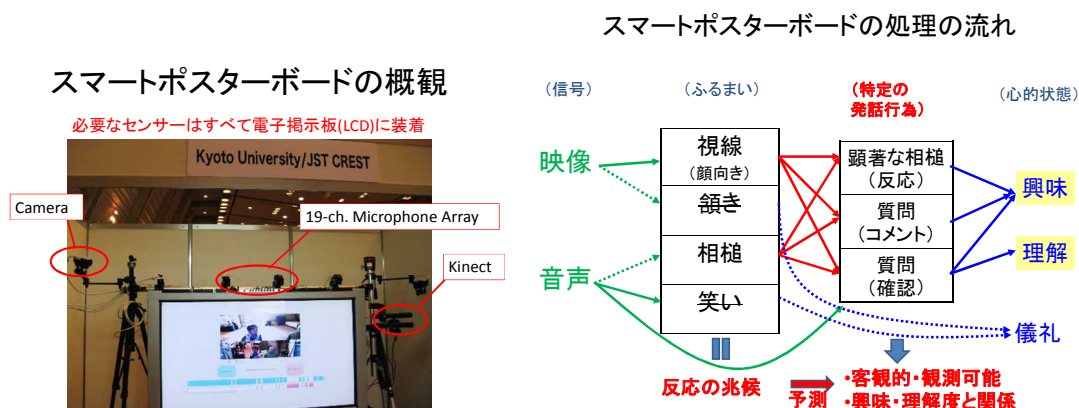 スマートポスターボードの概観
必要なセンサーはすべて電子掲示板(LCD)に装着
Kyoto University/JST CREST
Camera
19-ch. Microphone Array
Kinect
スマートポスターボードの処理の流れ
（信号）
（ふるまい）
（特定の
発話行為）
（心的状態）
映像
音声
視線
（顔向き）
頷き
相槌
笑い
顕著な相槌
（反応）
質問
（コメント）
質問
（確認）
興味
理解
儀礼
反応の兆候
予測
・客観的・観測可能
・興味・理解度と関係